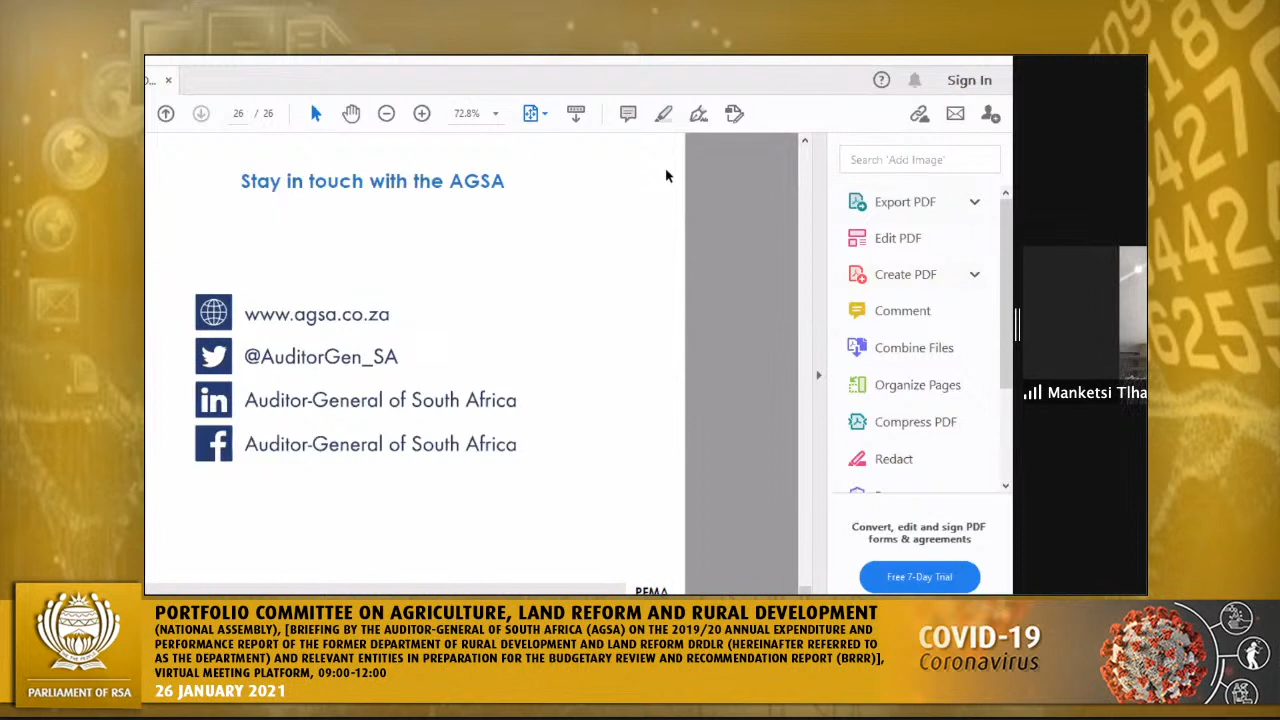 Sign In
26 / 26
72.8%
Search 'Add Image'
Stay in touch with the AGSA
Export PDF
Edit PDF
Create PDF
Comment
Combine Files
Organize Pages
Compress PDF
Redact
www.agsa.co.za
@AuditorGen_SA
Auditor-General of South Africa
Auditor-General of South Africa
Convert, edit and sign PDF
forms & agreements
Free 7-Day Trial
PFMA
Manketsi Tlha
PORTFOLIO COMMITTEE ON AGRICULTURE, LAND REFORM AND RURAL DEVELOPMENT
(NATIONAL ASSEMBLY), [BRIEFING BY THE AUDITOR-GENERAL OF SOUTH AFRICA (AGSA) ON THE 2019/20 ANNUAL EXPENDITURE AND
PERFORMANCE REPORT OF THE FORMER DEPARTMENT OF RURAL DEVELOPMENT AND LAND REFORM DRDLR (HEREINAFTER REFERRED TO
AS THE DEPARTMENT) AND RELEVANT ENTITIES IN PREPARATION FOR THE BUDGETARY REVIEW AND RECOMMENDATION REPORT (BRRR)],
VIRTUAL MEETING PLATFORM, 09:00-12:00
26 JANUARY 2021
PARLIAMENT OF RSA
COVID-19
Coronavirus